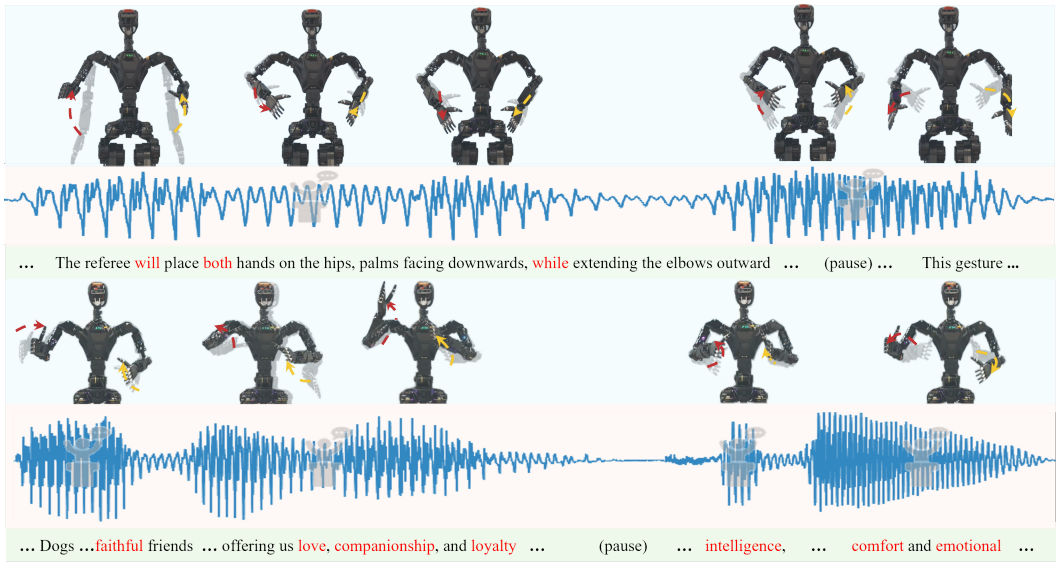 ... The referee will place both hands on the hips, palms facing downwards, while extending the elbows outward ... (pause) ... This gesture ...
... Dogs ...faithful friends ... offering us love, companionship, and loyalty ... (pause) ... intelligence, ... comfort and emotional ...